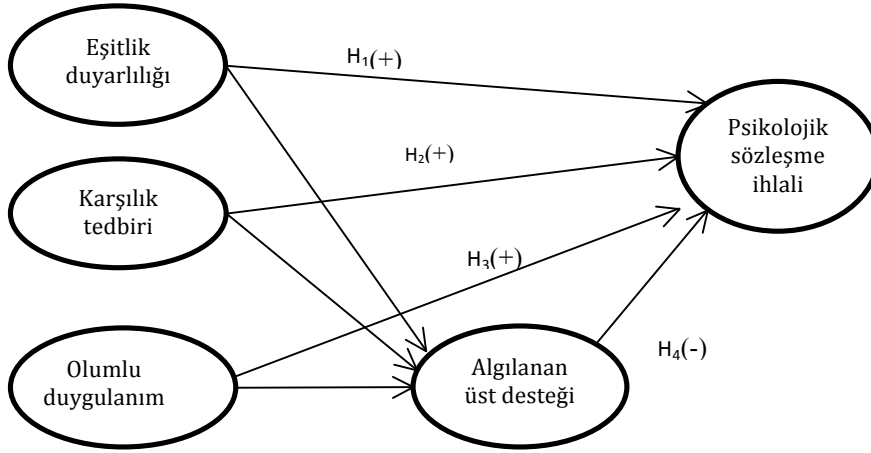 Eşitlik
duyarlılığı
H₁(+)
Psikolojik
sözleşme
ihlali
H₂(+)
Karşılık
tedbiri
H₃(+)
H₄(-)
Olumlu
duygulanım
Algılanan
üst desteği